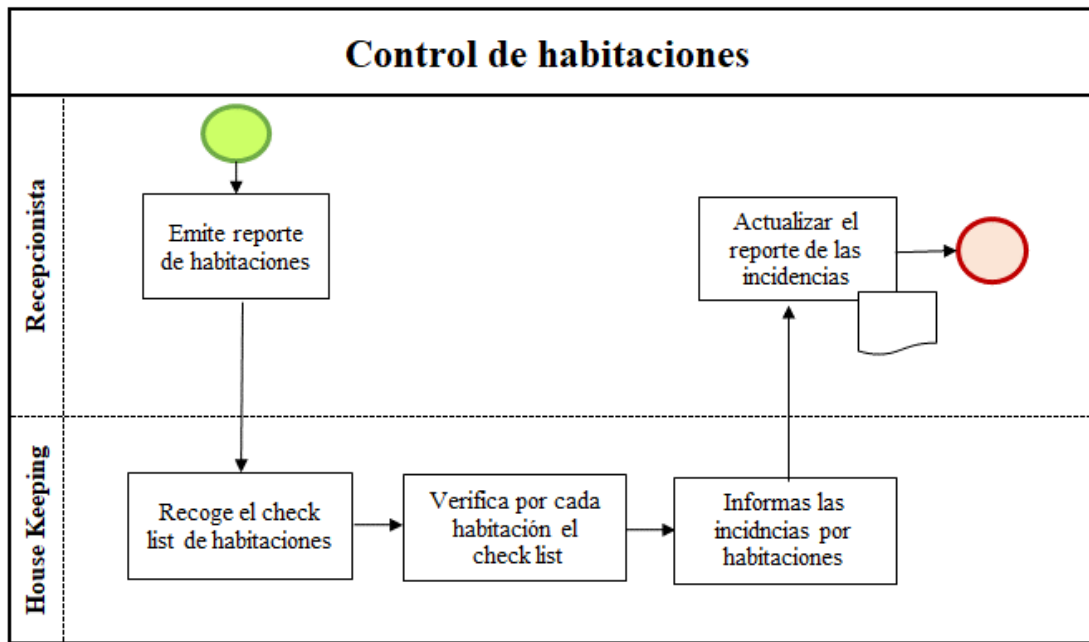 Control de habitaciones
Recepcionista
Emite reporte
de habitaciones
Actualizar el
reporte de las
incidencias
House Keeping
Recoge el check
list de habitaciones
Verifica por cada
habitación el
check list
Informas las
incidncias por
habitaciones